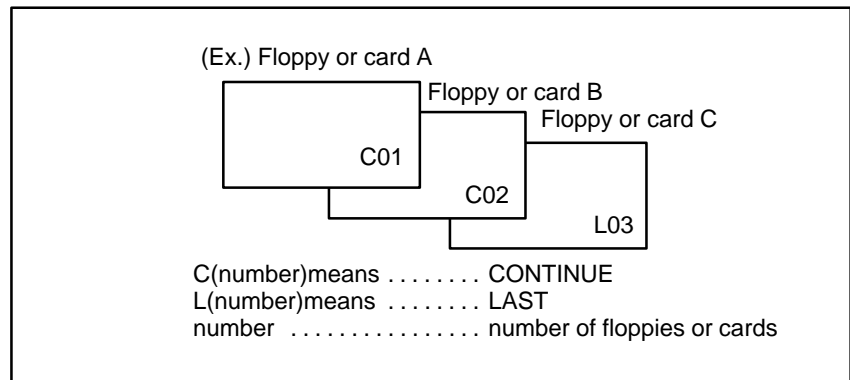 (Ex.) Floppy or card A
Floppy or card B
Floppy or card C
C01
C02
L03
C(number)means . . . . . . . . CONTINUE
L(number)means . . . . . . . . LAST
number . . . . . . . . . . . . . . . . number of floppies or cards